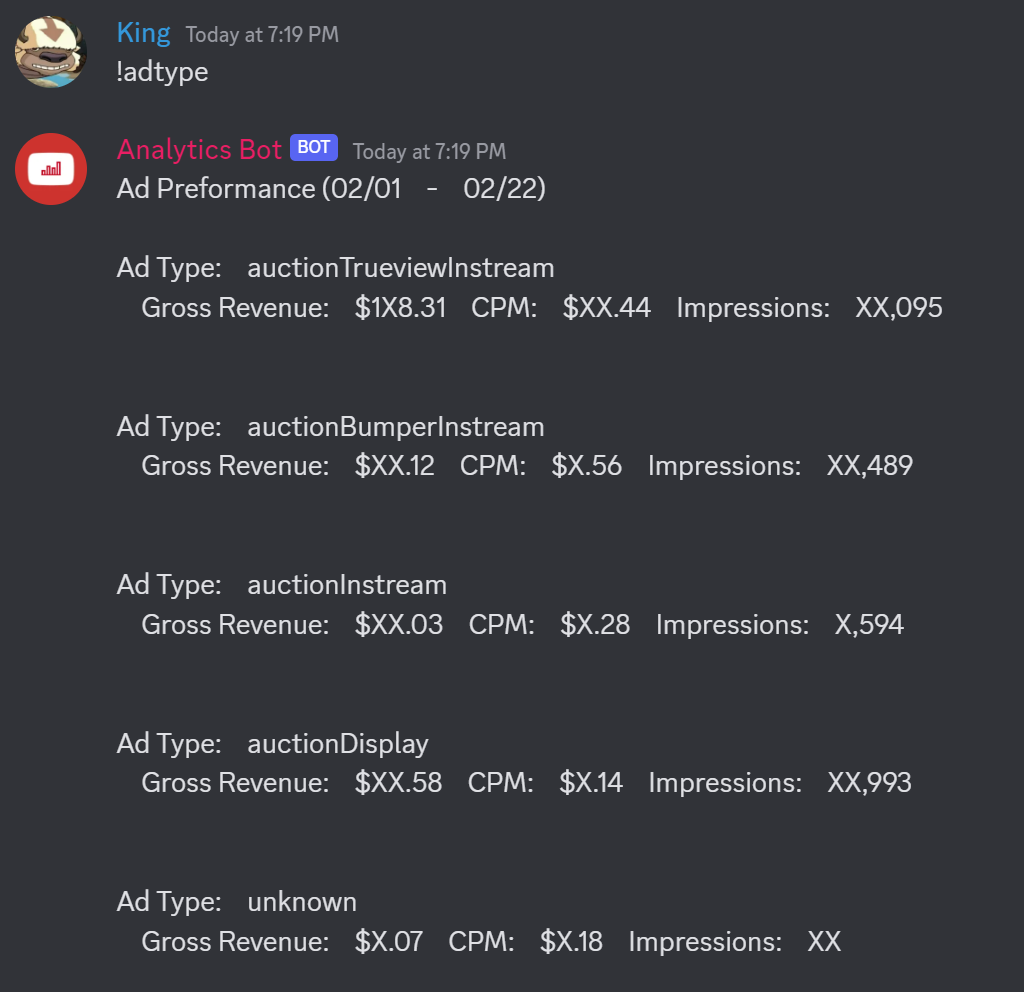 King Today at 7:19 PM
!adtype
Analytics Bot BOT Today at 7:19 PM
Ad Preformance (02/01 - 02/22)
Ad Type: auctionTrueviewInstream
Gross Revenue: $1X8.31 CPM: $XX.44 Impressions: XX,095
Ad Type: auctionBumperInstream
Gross Revenue: $XX.12 CPM: $X.56 Impressions: XX,489
Ad Type: auctionInstream
Gross Revenue: $XX.03 CPM: $X.28 Impressions: X,594
Ad Type: auctionDisplay
Gross Revenue: $XX.58 CPM: $X.14 Impressions: XX,993
Ad Type: unknown
Gross Revenue: $X.07 CPM: $X.18 Impressions: XX